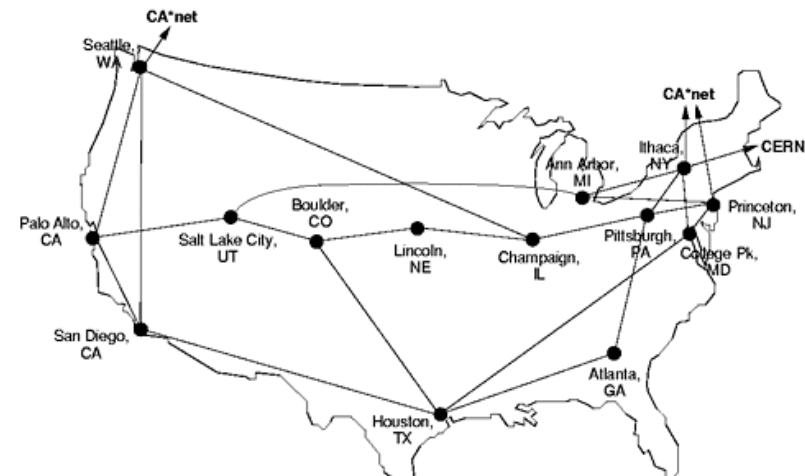 CA*net
Seattle,
WA
CA*net
Ithaca,
NY
CERN
Ann Arbor,
MI
Boulder,
CO
Palo Alto,
CA
Salt Lake City,
UT
Lincoln,
NE
Champaign,
IL
Pittsburgh,
PA
Princeton,
NJ
College Pk,
MD
San Diego,
CA
Atlanta,
GA
Houston,
TX